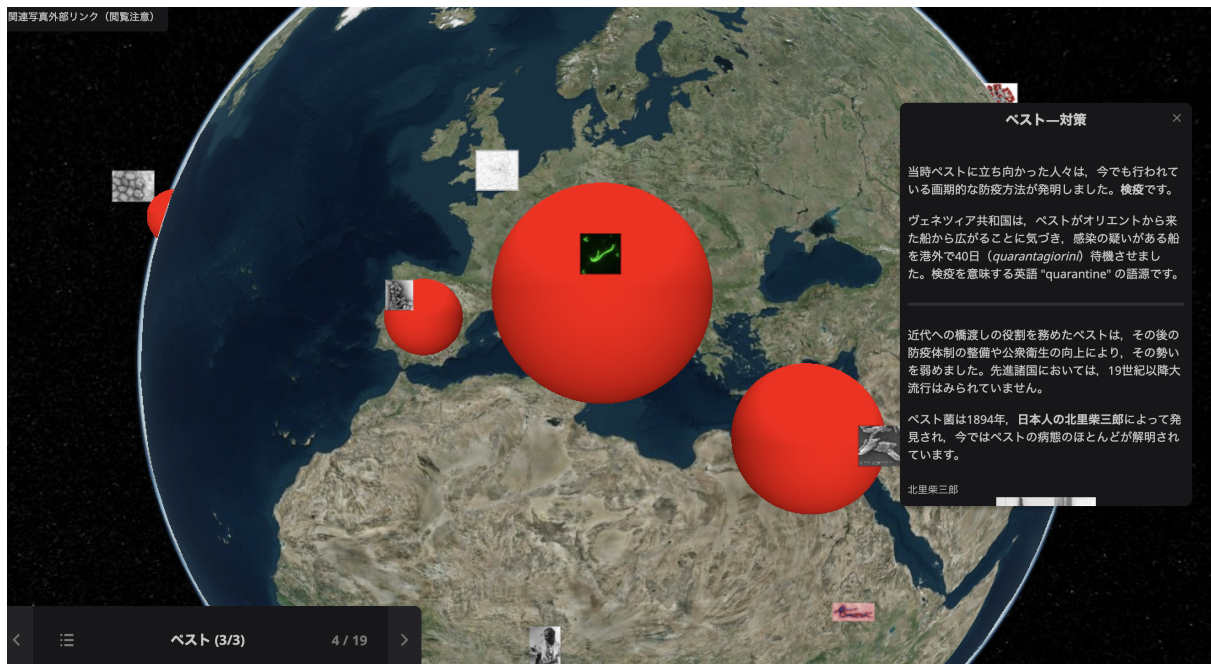 関連写真外部リンク（閲覧注意）
ペスト—対策
当時ペストに立ち向かった人々は，今でも行われて
いる画期的な防疫方法が発明しました。検疫です。
ヴェネツィア共和国は，ペストがオリエントから来
た船から広がることに気づき，感染の疑いがある船
を港外で40日（quarantagiorini）待機させまし
た。検疫を意味する英語 "quarantine" の語源です。
近代への橋渡しの役割を務めたペストは，その後の
防疫体制の整備や公衆衛生の向上により，その勢い
を弱めました。先進諸国においては，19世紀以降大
流行はみられていません。
ペスト菌は1894年，日本人の北里柴三郎によって発
見され，今ではペストの病態のほとんどが解明され
ています。
北里柴三郎
ペスト (3/3)
4 / 19